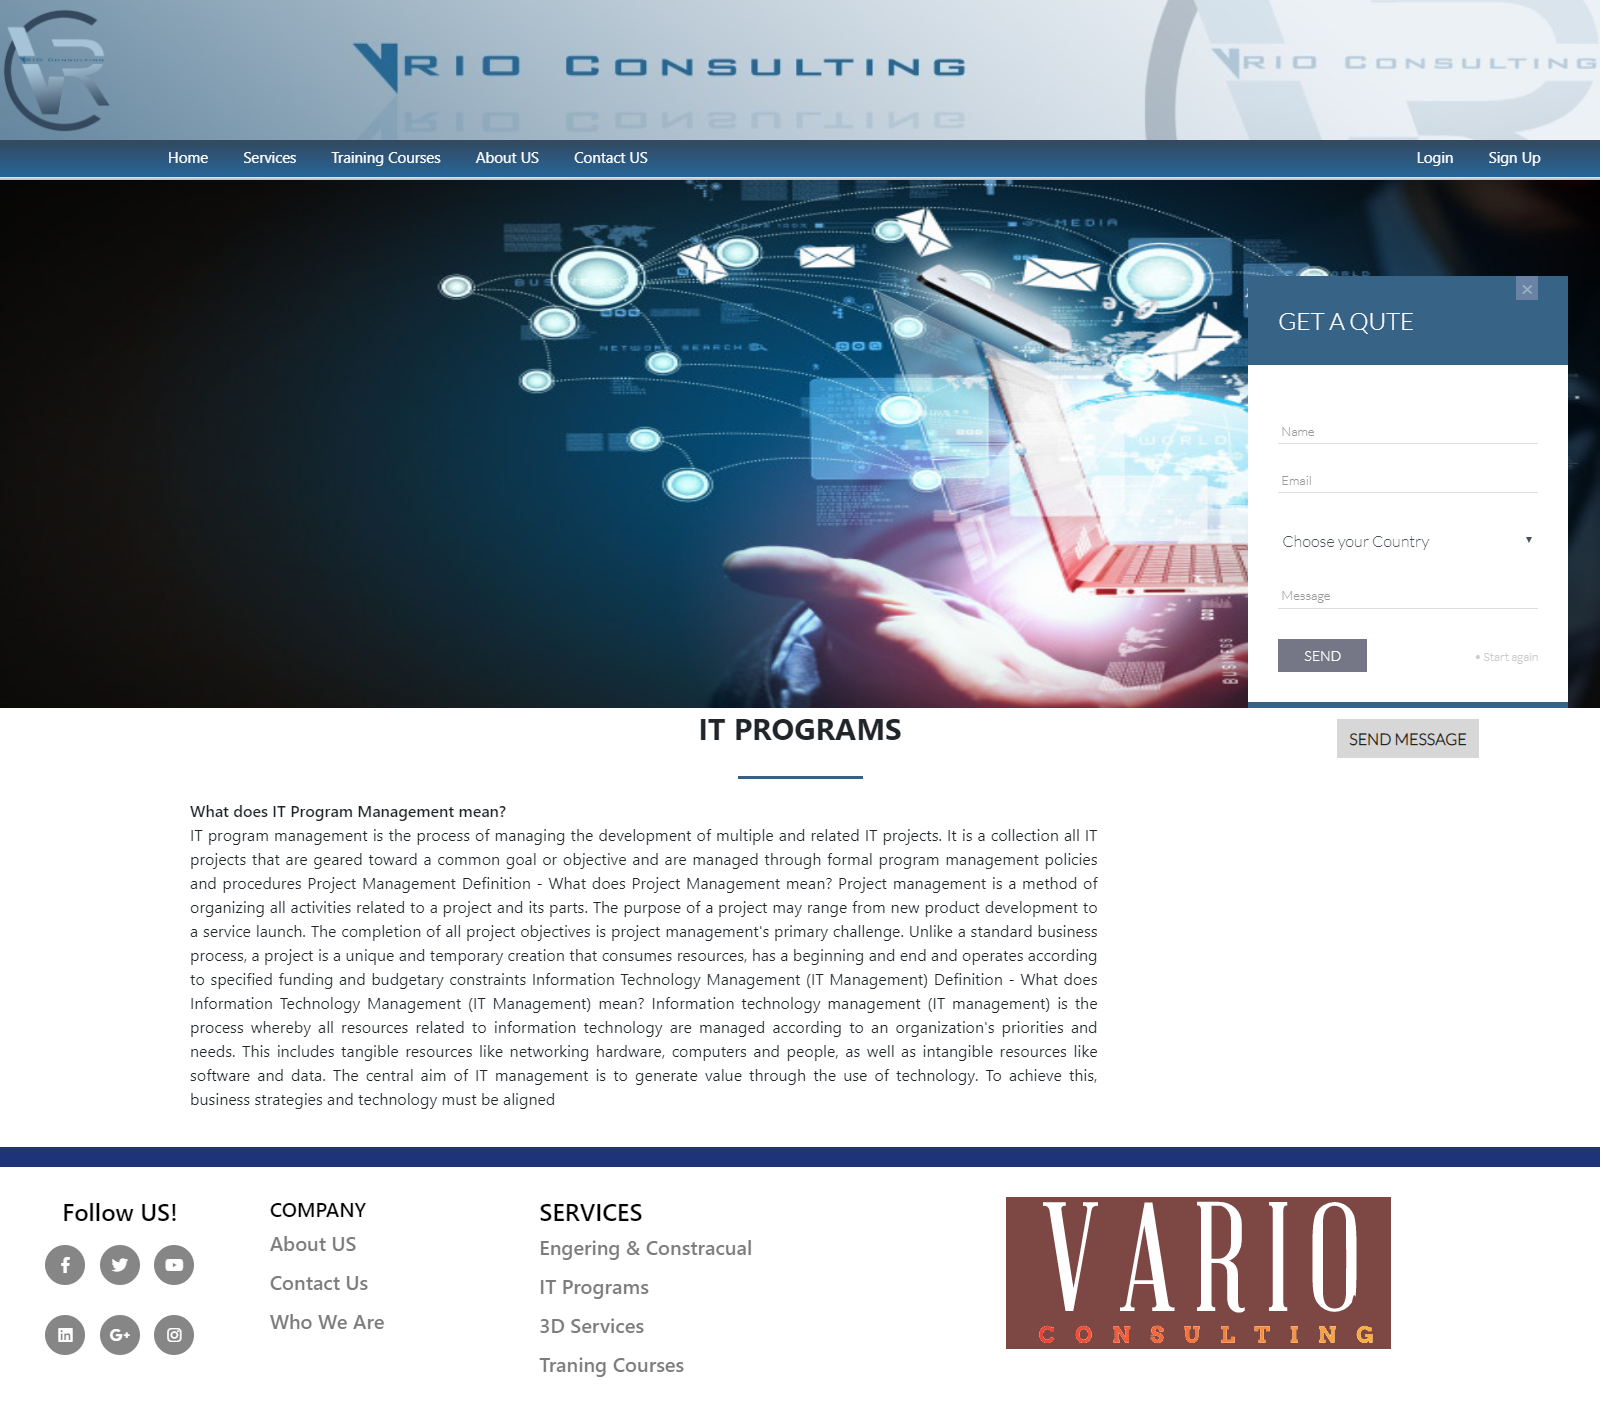 VRIO CONSULTING
VRIO CONSULTING
VRIO CONSULTING
Home Services Training Courses About US Contact US Login Sign Up
MEDIA
BUSINESS
NETWORK SEARCH
WORLD
WORLD
BUSINESS
GET A QUTE
×
Name
Email
Choose your Country
Message
SEND
• Start again
SEND MESSAGE
IT PROGRAMS
What does IT Program Management mean?
IT program management is the process of managing the development of multiple and related IT projects. It is a collection all IT
projects that are geared toward a common goal or objective and are managed through formal program management policies
and procedures Project Management Definition - What does Project Management mean? Project management is a method of
organizing all activities related to a project and its parts. The purpose of a project may range from new product development to
a service launch. The completion of all project objectives is project management's primary challenge. Unlike a standard business
process, a project is a unique and temporary creation that consumes resources, has a beginning and end and operates according
to specified funding and budgetary constraints Information Technology Management (IT Management) Definition - What does
Information Technology Management (IT Management) mean? Information technology management (IT management) is the
process whereby all resources related to information technology are managed according to an organization's priorities and
needs. This includes tangible resources like networking hardware, computers and people, as well as intangible resources like
software and data. The central aim of IT management is to generate value through the use of technology. To achieve this,
business strategies and technology must be aligned
Follow US!
COMPANY
About US
Contact Us
Who We Are
SERVICES
Engering & Constracual
IT Programs
3D Services
Traning Courses
VARIO
CONSULTING